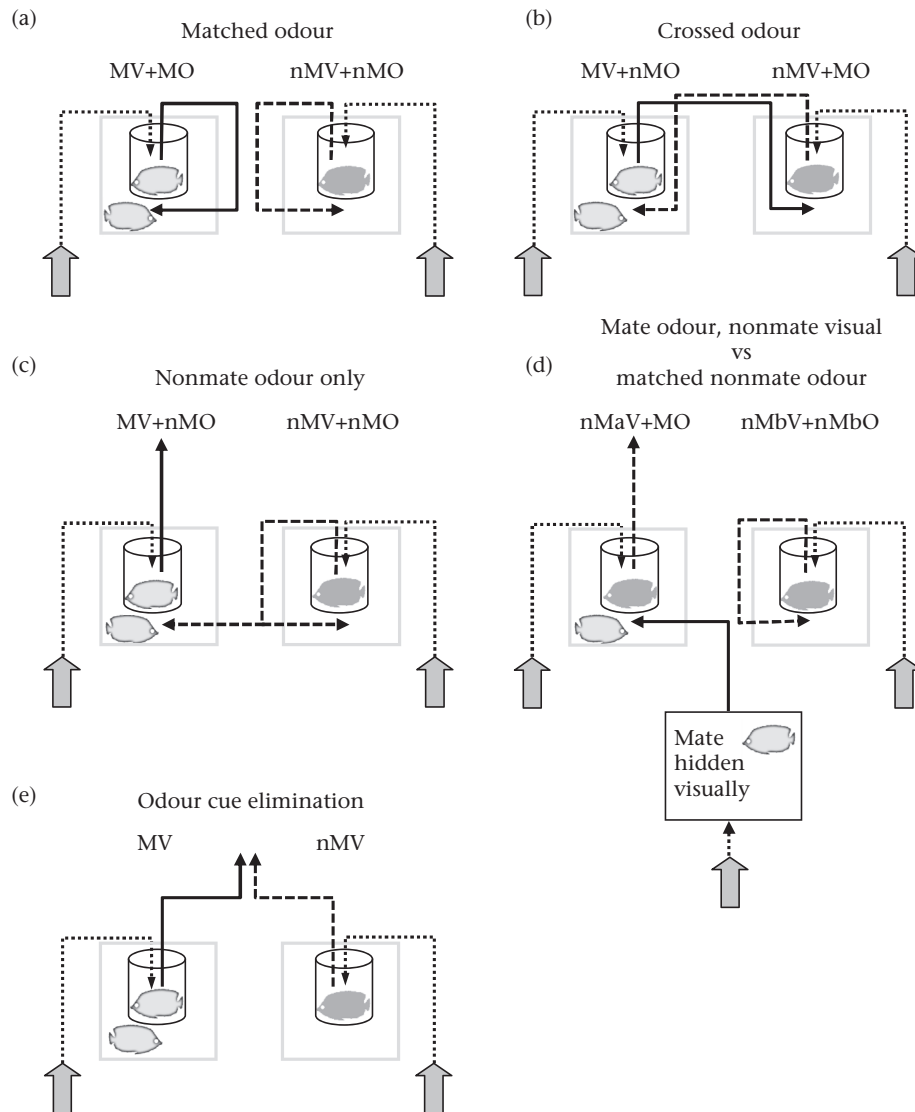 (a)
Matched odour
MV+MO
nMV+nMO
(b)
Crossed odour
MV+nMO
nMV+MO
(c)
Nonmate odour only
MV+nMO
nMV+nMO
(d)
Mate odour, nonmate visual
vs
matched nonmate odour
nMaV+MO
nMbV+nMbO
Mate
hidden
visually
(e)
Odour cue elimination
MV
nMV